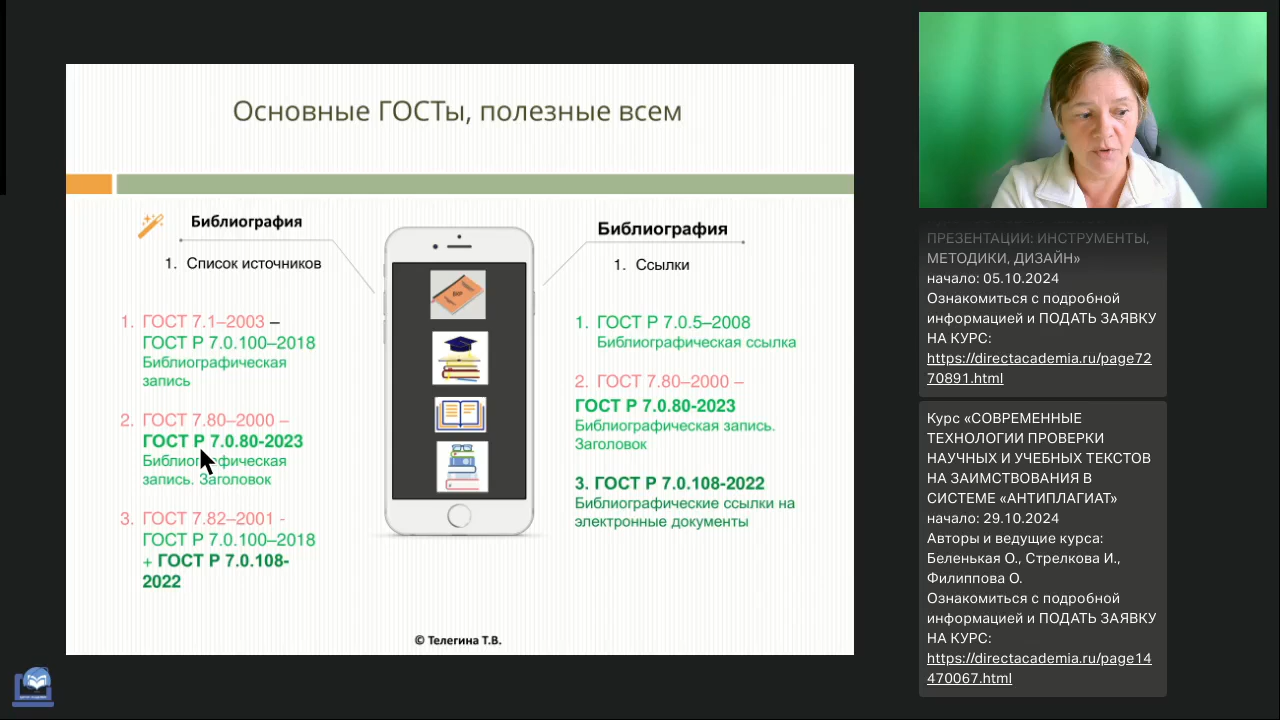 Основные ГОСТы, полезные всем
Библиография
1. Список источников
1. ГОСТ 7.1–2003 –
ГОСТ Р 7.0.100–2018
Библиографическая
запись
2. ГОСТ 7.80–2000 –
ГОСТ Р 7.0.80-2023
Библиографическая
запись. Заголовок
3. ГОСТ 7.82–2001 -
ГОСТ Р 7.0.100–2018
+ ГОСТ Р 7.0.108-
2022
Библиография
1. Ссылки
1. ГОСТ Р 7.0.5–2008
Библиографическая ссылка
2. ГОСТ 7.80–2000 –
ГОСТ Р 7.0.80-2023
Библиографическая запись.
Заголовок
3. ГОСТ Р 7.0.108-2022
Библиографические ссылки на
электронные документы
© Телегина Т.В.
ПРЕЗЕНТАЦИИ: ИНСТРУМЕНТЫ,
МЕТОДИКИ, ДИЗАЙН»
начало: 05.10.2024
Ознакомиться с подробной
информацией и ПОДАТЬ ЗАЯВКУ
НА КУРС:
https://directacademia.ru/page72
70891.html
Курс «СОВРЕМЕННЫЕ
ТЕХНОЛОГИИ ПРОВЕРКИ
НАУЧНЫХ И УЧЕБНЫХ ТЕКСТОВ
НА ЗАИМСТВОВАНИЯ В
СИСТЕМЕ «АНТИПЛАГИАТ»
начало: 29.10.2024
Авторы и ведущие курса:
Беленькая О., Стрелкова И.,
Филиппова О.
Ознакомиться с подробной
информацией и ПОДАТЬ ЗАЯВКУ
НА КУРС:
https://directacademia.ru/page14
470067.html